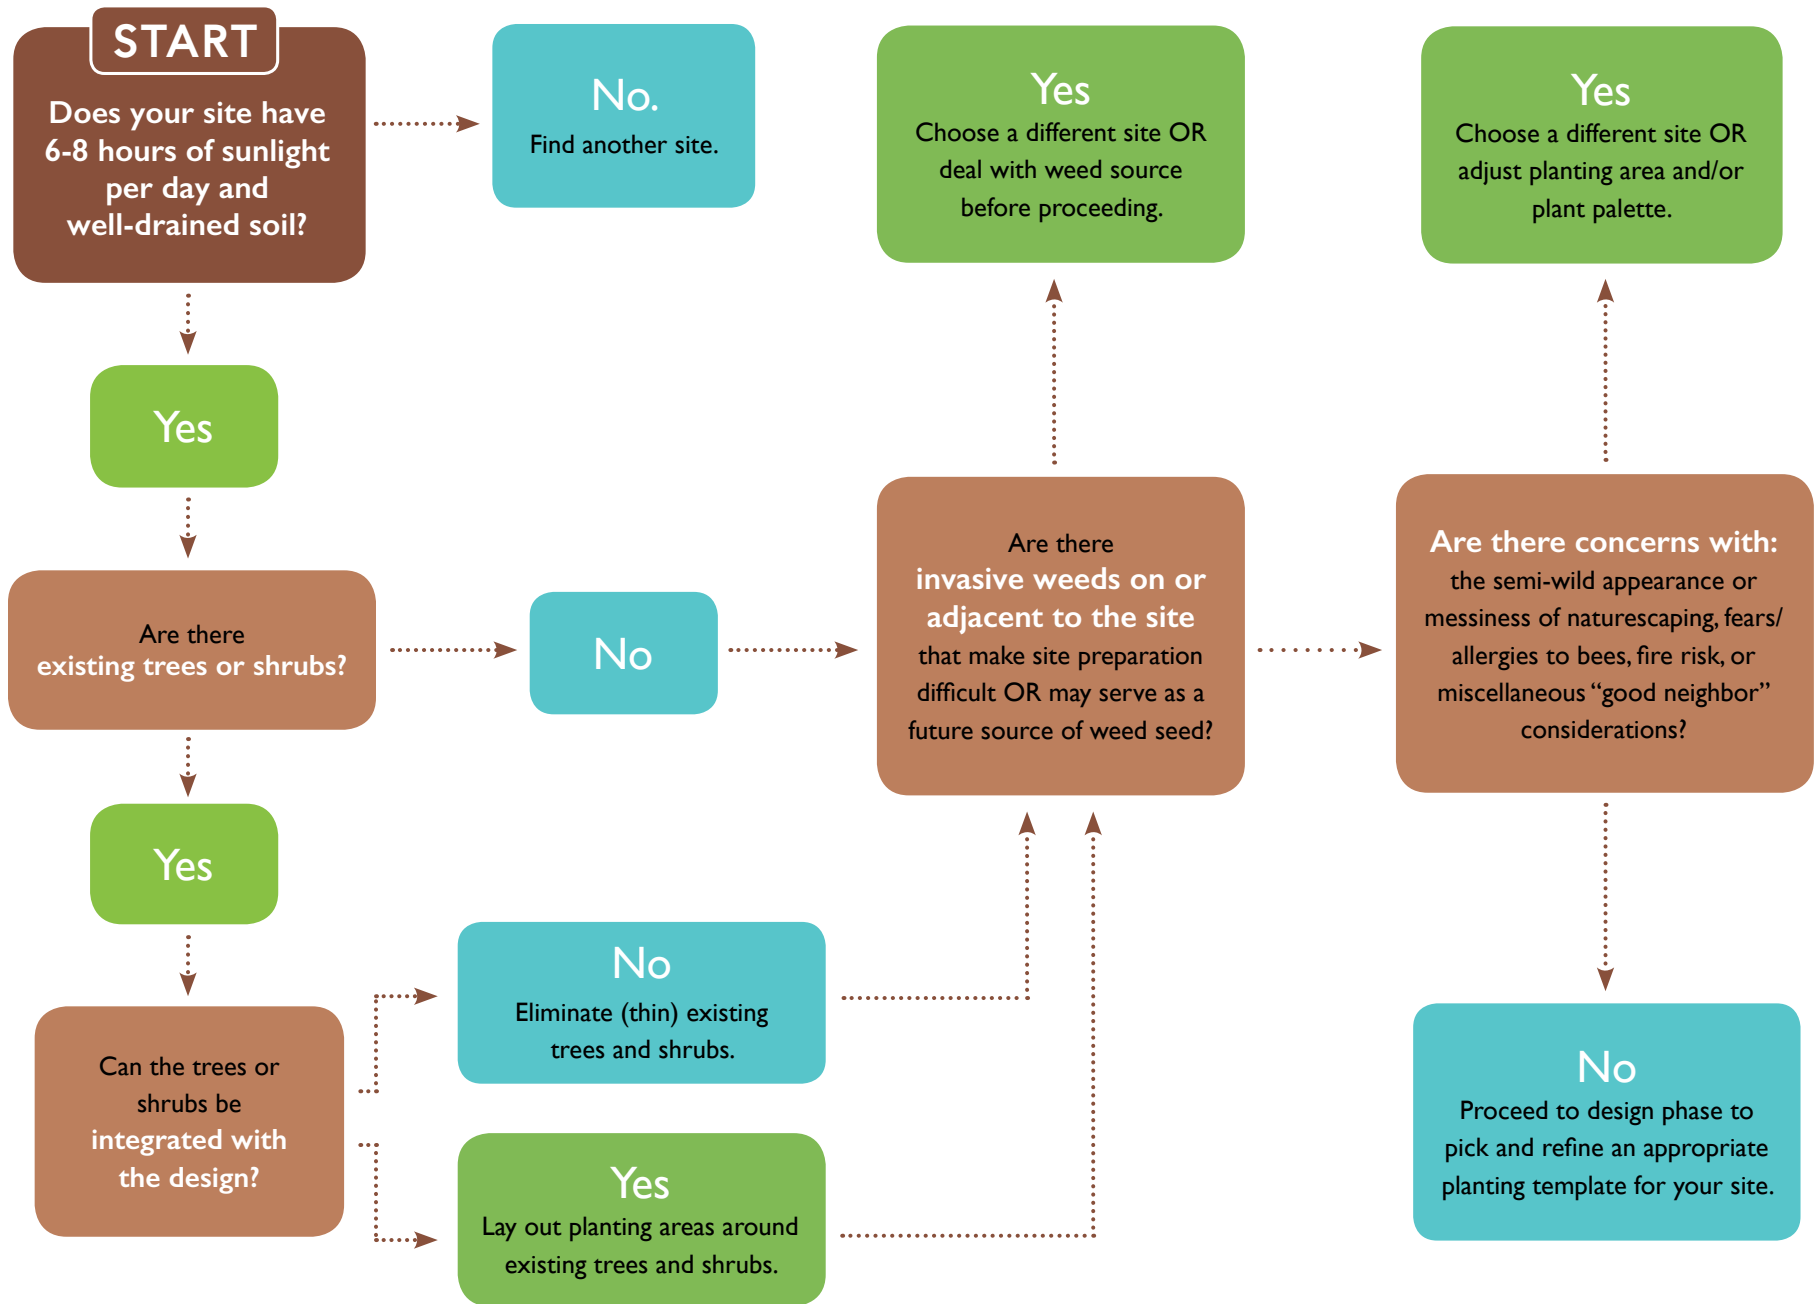 START
Does your site have
6-8 hours of sunlight
per day and
well-drained soil?
No.
Find another site.
Yes
Choose a different site OR
deal with weed source
before proceeding.
Yes
Choose a different site OR
adjust planting area and/or
plant palette.
Yes
Are there
existing trees or shrubs?
No
Are there
invasive weeds on or
adjacent to the site
that make site preparation
difficult OR may serve as a
future source of weed seed?
Are there concerns with:
the semi-wild appearance or
messiness of naturescaping, fears/
allergies to bees, fire risk, or
miscellaneous “good neighbor”
considerations?
Yes
Can the trees or
shrubs be
integrated with
the design?
No
Eliminate (thin) existing
trees and shrubs.
Yes
Lay out planting areas around
existing trees and shrubs.
No
Proceed to design phase to
pick and refine an appropriate
planting template for your site.